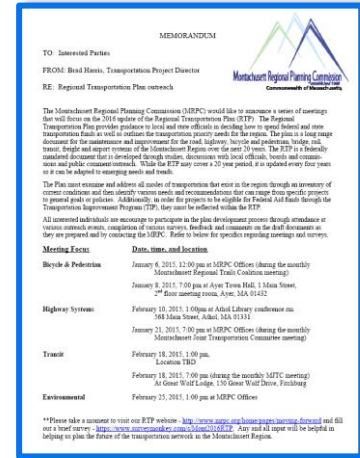 MEMORANDUM
TO: Interested Parties
FROM: Brad Harris, Transportation Project Director
RE: Regional Transportation Plan outreach
Montachusett Regional Planning Commission
Commonwealth of Massachusetts
The Montachusett Regional Planning Commission (MRPC) would like to announce a series of meetings
that will focus on the 2016 update of the Regional Transportation Plan (RTP). The Regional
Transportation Plan provides guidance to local and state officials in deciding how to spend federal and state
transportation funds as well as outlines the transportation priority needs for the region. The plan is a long range
document for the maintenance and improvement for the road, highway, bicycle and pedestrian, bridge, rail,
transit, freight and airport systems of the Montachusett Region over the next 20 years. The RTP is a federally
mandated document that is developed through studies, discussions with local officials, boards and commis-
sions and public comment outreach. While the RTP may cover a 20 year period, it is updated every four years
so it can be adapted to emerging needs and trends.
The Plan must examine and address all modes of transportation that exist in the region through an inventory of
current conditions and then identify various needs and recommendations that can range from specific projects
to general goals or policies. Additionally, in order for projects to be eligible for Federal Aid funds through the
Transportation Improvement Program (TIP), they must be reflected within the RTP.
All interested individuals are encourage to participate in the plan development process through attendance at
various outreach events, completion of various surveys, feedback and comments on the draft documents as
they are prepared and by contacting the MRPC. Refer to below for specifics regarding meetings and surveys.
Meeting Focus Date, time, and location
Bicycle & Pedestrian January 6, 2015, 12:00 pm at MRPC Offices (during the monthly
Montachusett Regional Trails Coalition meeting)
January 8, 2015, 7:00 pm at Ayer Town Hall, 1 Main Street,
2nd floor meeting room, Ayer, MA 01432
Highway Systems February 10, 2015, 1:00pm at Athol Library conference rm
568 Main Street, Athol, MA 01331
January 21, 2015, 7:00 pm at MRPC Offices (during the monthly
Montachusett Joint Transportation Committee meeting)
Transit February 18, 2015, 1:00 pm,
Location TBD
February 18, 2015, 7:00 pm (during the monthly MJTC meeting)
At Great Wolf Lodge, 150 Great Wolf Drive, Fitchburg
Environmental February 25, 2015, 1:00 pm at MRPC Offices
**Please take a moment to visit our RTP website - http://www.mrpc.org/home/pages/moving-forward and fill
out a brief survey - https://www.surveymonkey.com/s/Mont2016RTP. Any and all input will be helpful in
helping us plan the future of the transportation network in the Montachusett Region.